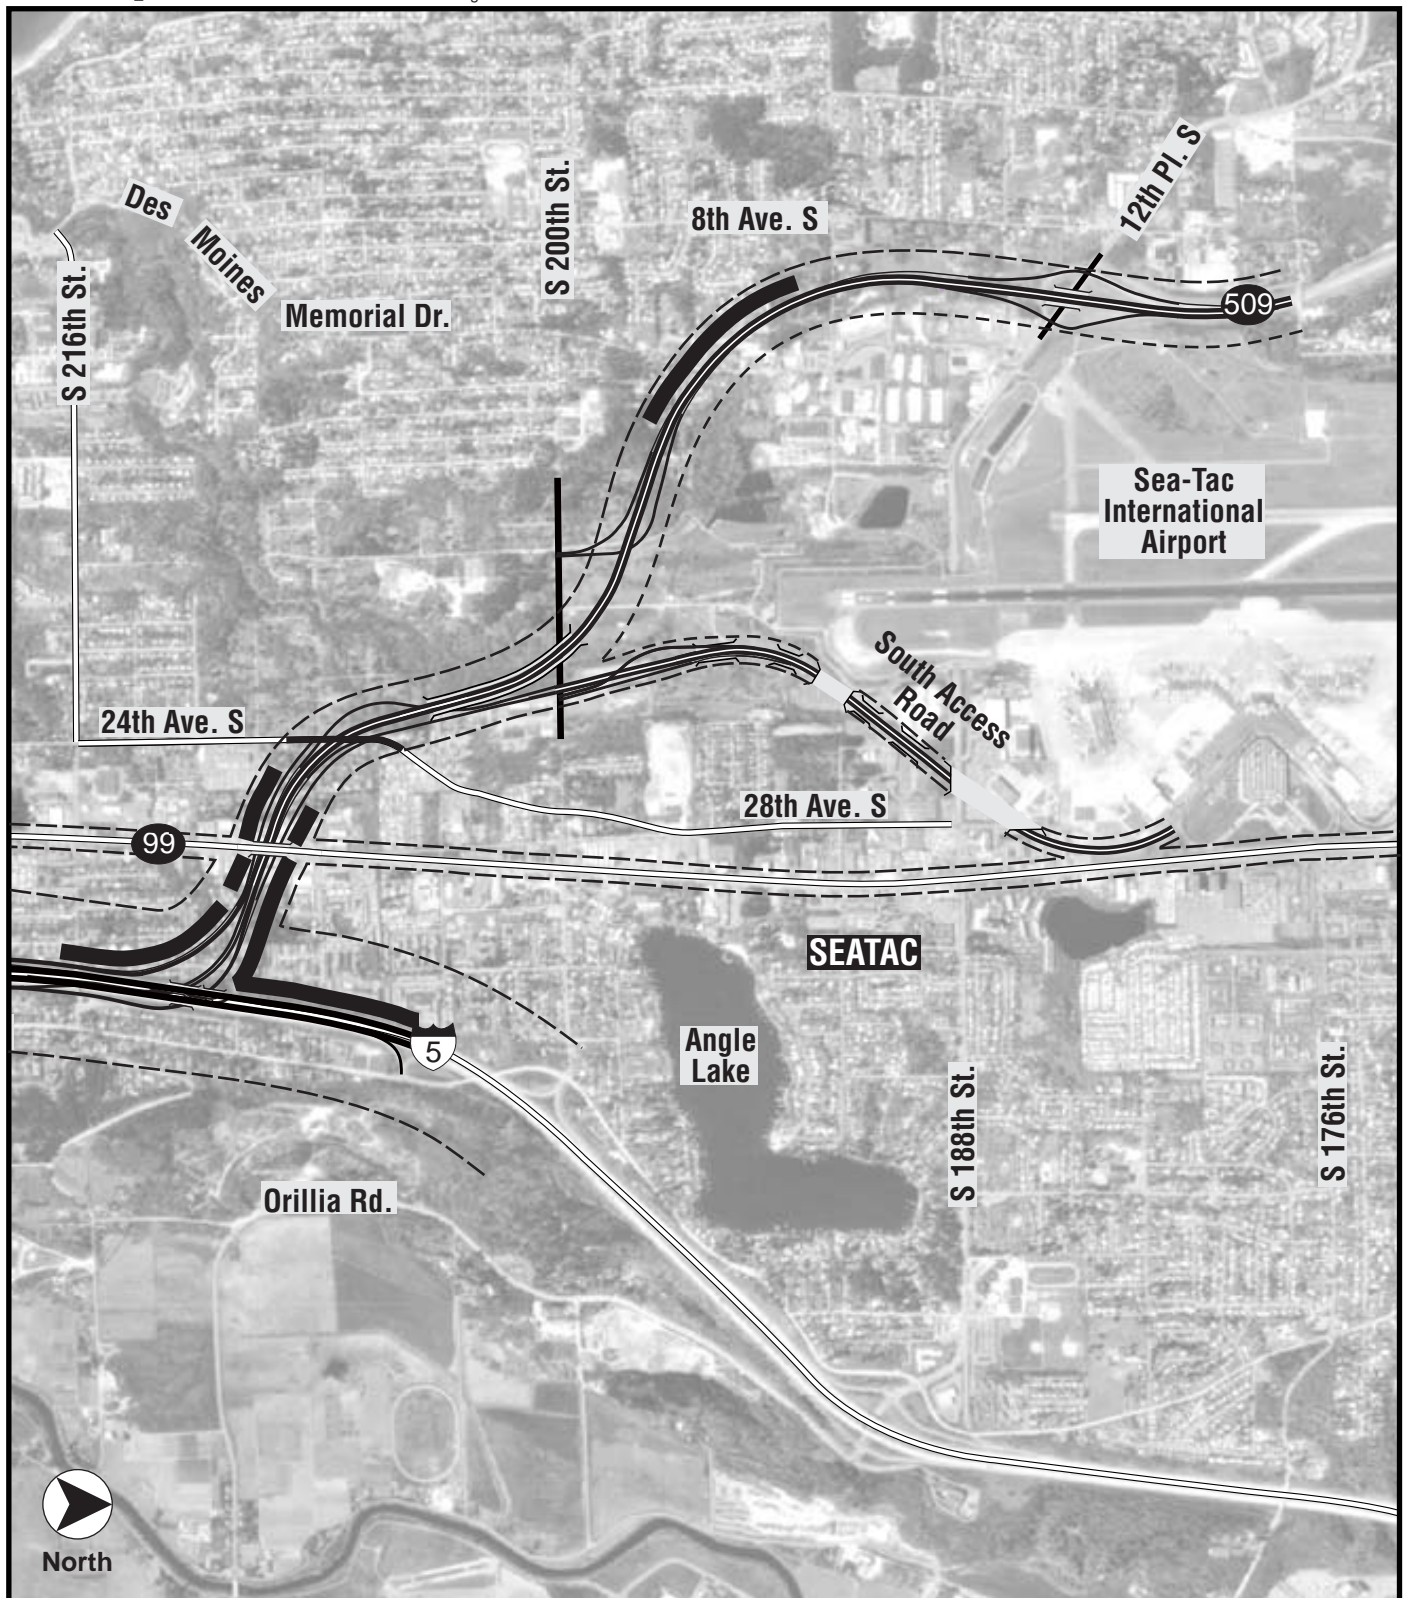 12th Pl. S
Des
Moines
Memorial Dr.
S 200th St.
8th Ave. S
S 216th St.
509
Sea-Tac
International
Airport
South Access
Road
24th Ave. S
28th Ave. S
99
SEATAC
5
Angle
Lake
S 188th St.
S 176th St.
Orillia Rd.
North